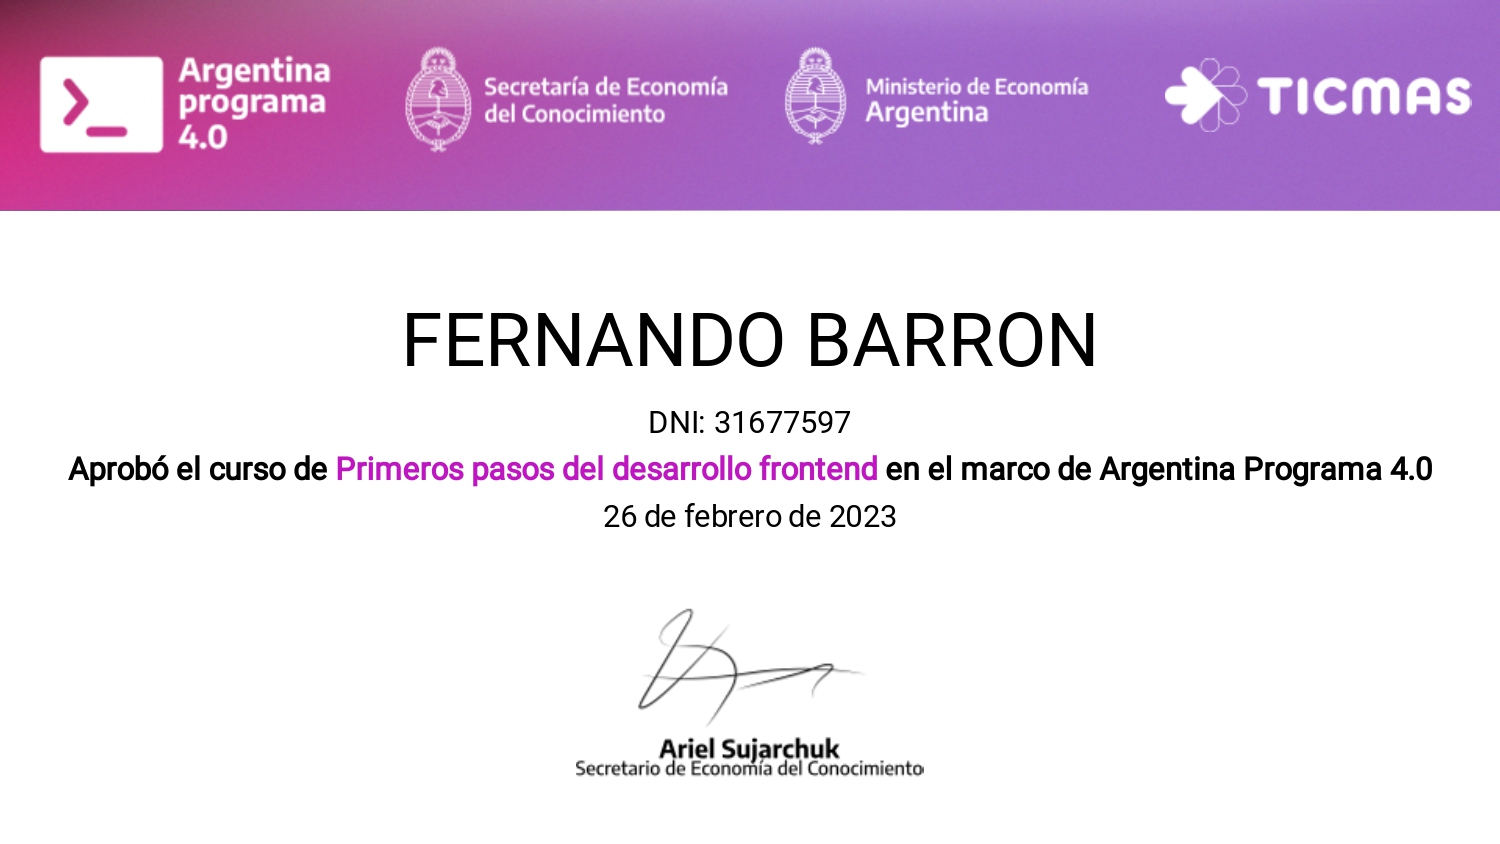 Argentina
programa
4.0
Secretaría de Economía
del Conocimiento
Ministerio de Economía
Argentina
TICMAS
FERNANDO BARRON
DNI: 31677597
Aprobó el curso de Primeros pasos del desarrollo frontend en el marco de Argentina Programa 4.0
26 de febrero de 2023
Ariel Sujarchuk
Secretario de Economía del Conocimiento